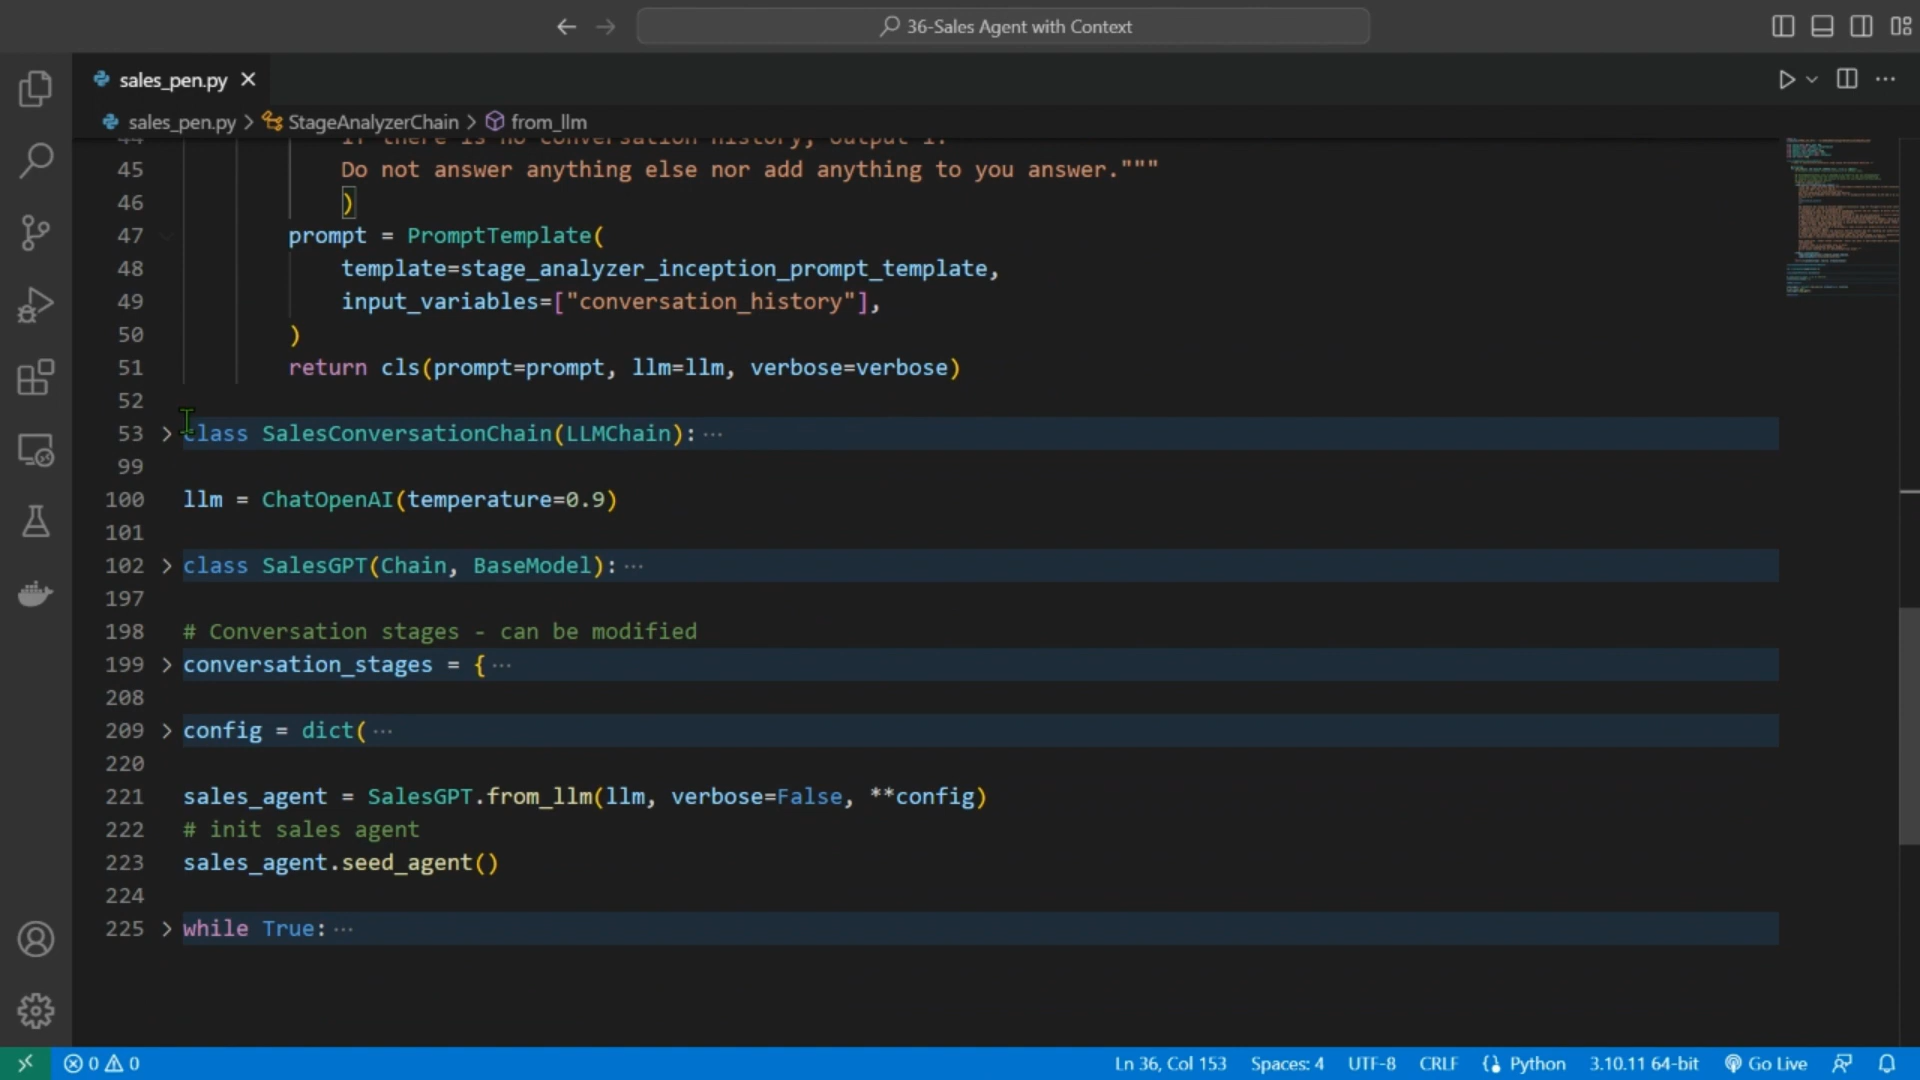 36-Sales Agent with Context
sales_pen.py
sales_pen.py > StageAnalyzerChain > from_llm
44 If there is no conversation history, output 1.
45 Do not answer anything else nor add anything to you answer."""
46 )
47 prompt = PromptTemplate(
48 template=stage_analyzer_inception_prompt_template,
49 input_variables=["conversation_history"],
50 )
51 return cls(prompt=prompt, llm=llm, verbose=verbose)
52
53 class SalesConversationChain(LLMChain): ···
99
100 llm = ChatOpenAI(temperature=0.9)
101
102 class SalesGPT(Chain, BaseModel): ···
197
198 # Conversation stages - can be modified
199 conversation_stages = { ···
208
209 config = dict( ···
220
221 sales_agent = SalesGPT.from_llm(llm, verbose=False, **config)
222 # init sales agent
223 sales_agent.seed_agent()
224
225 while True: ···
0 0 Ln 36, Col 153 Spaces: 4 UTF-8 CRLF Python 3.10.11 64-bit Go Live